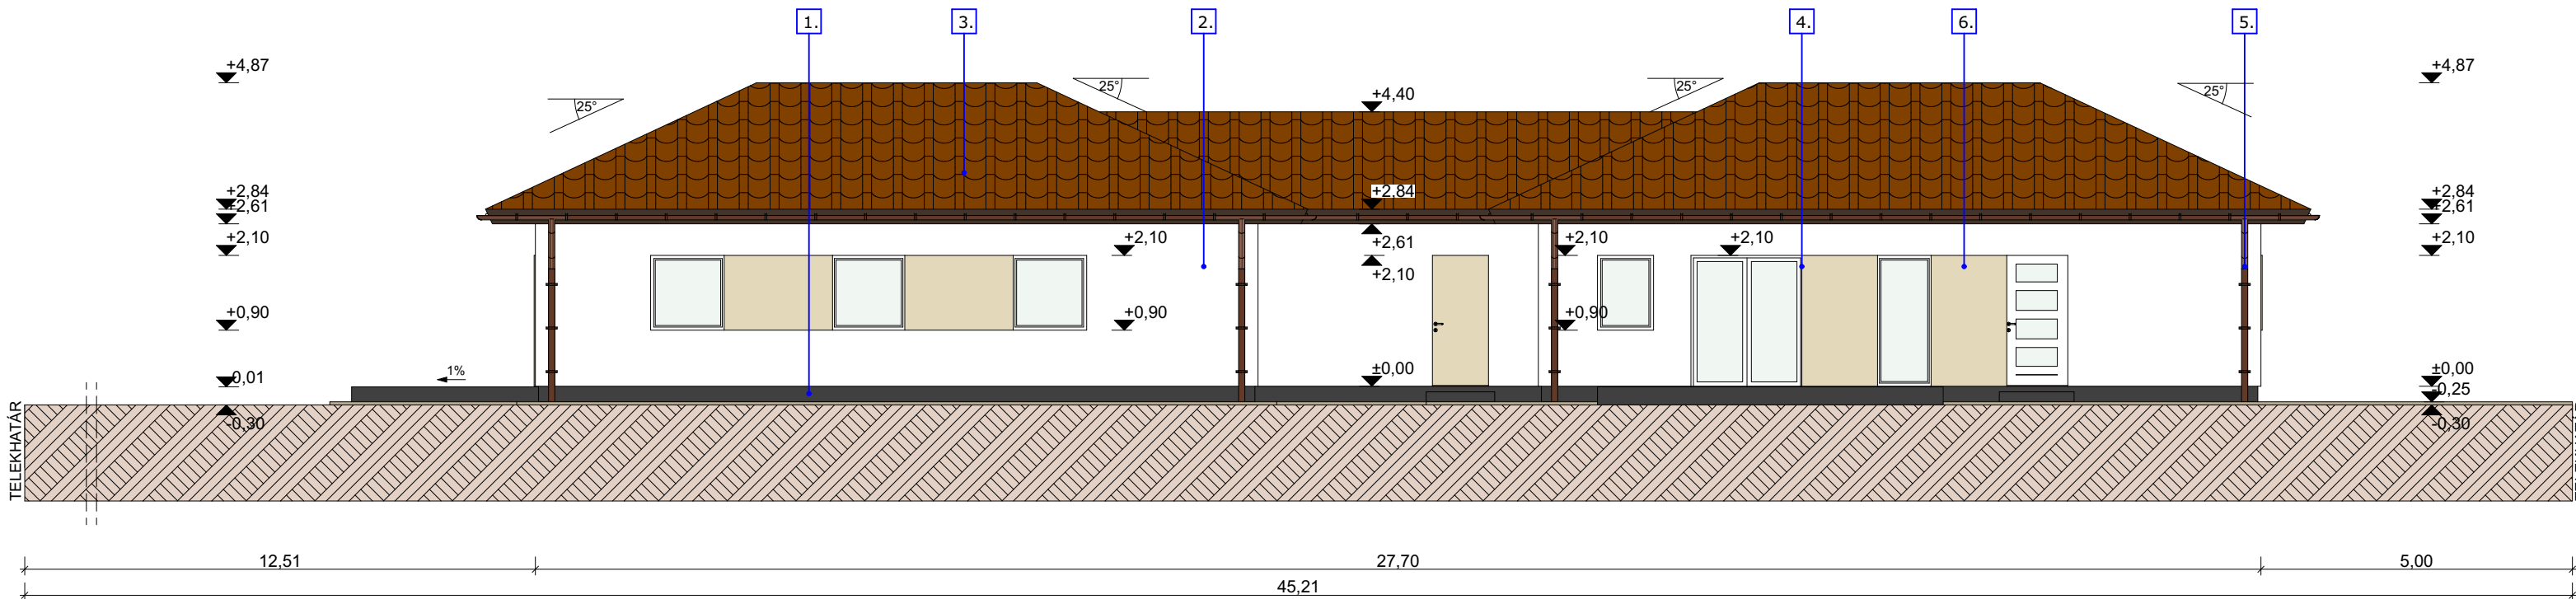 1. 3. 2. 4. 6. 5.
+4,87 +4,87
25° 25° 25° 25°
+4,40
+2,84 +2,84 +2,84
+2,61 +2,61
+2,10 +2,10 +2,61 +2,10 +2,10 +2,10
+2,10
+0,90 +0,90 +0,90
1%
-0,01 ±0,00 ±0,00
-0,25
-0,30 -0,30
TELEKHATÁR
12,51 27,70 5,00
45,21